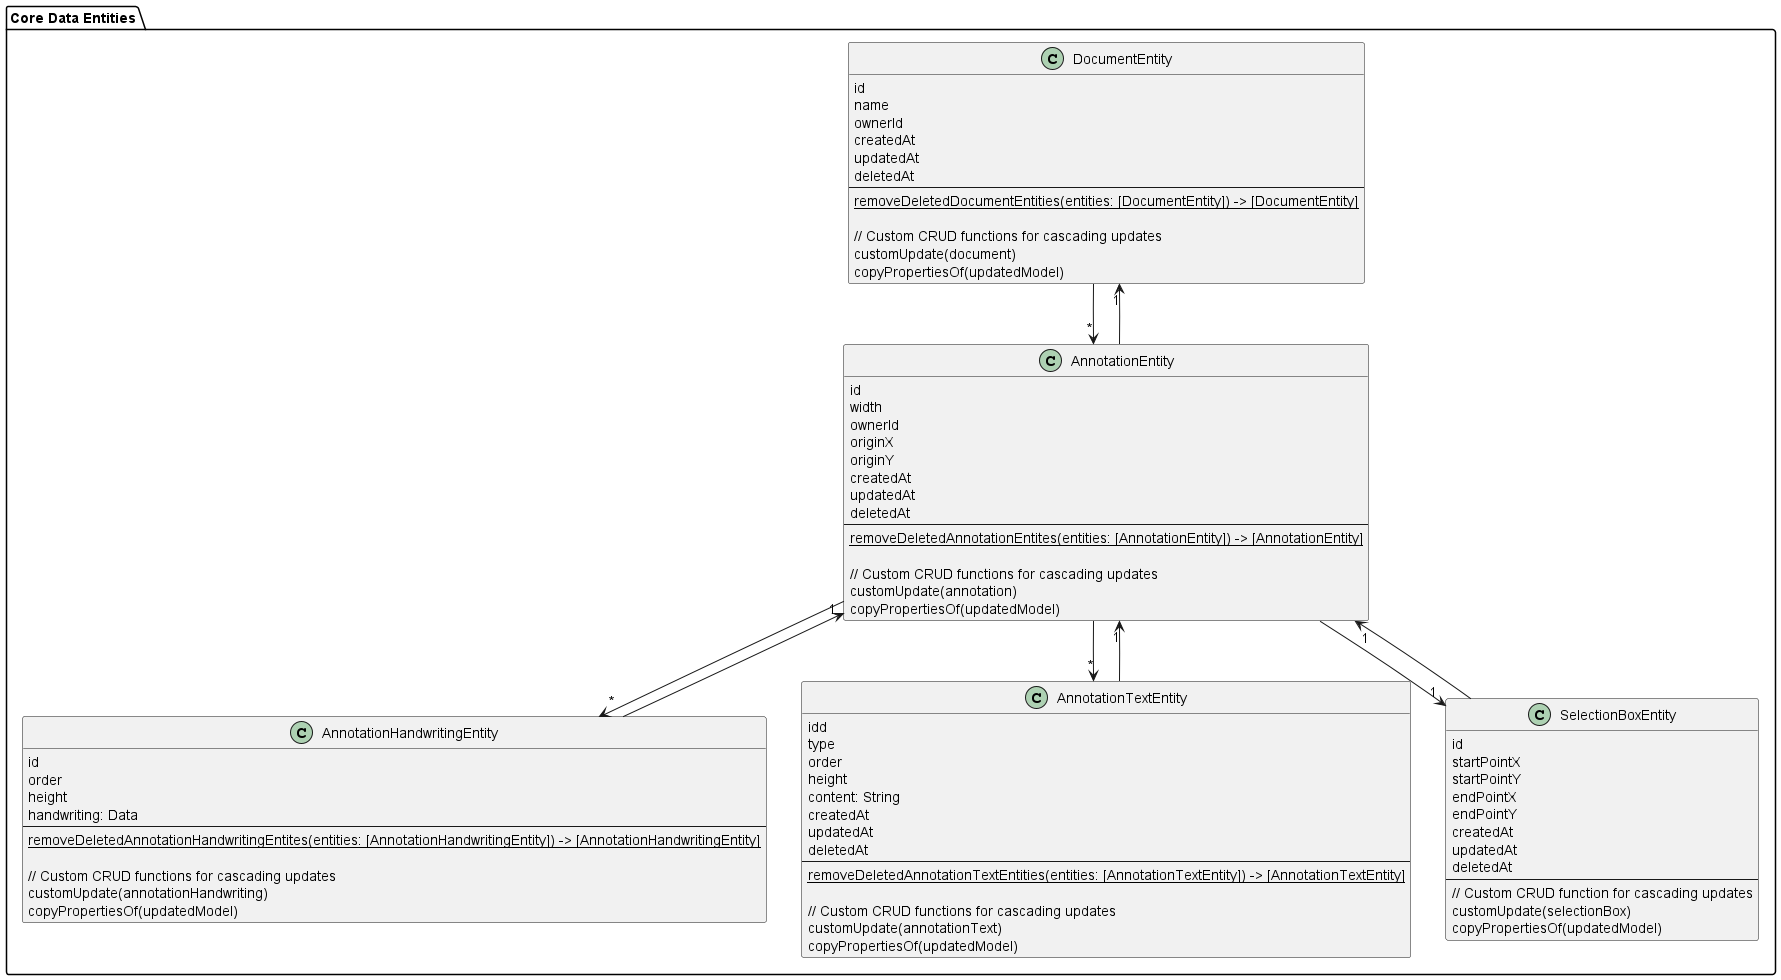 Core Data Entities
C DocumentEntity
id
name
ownerId
createdAt
updatedAt
deletedAt
removeDeletedDocumentEntities(entities: [DocumentEntity]) -> [DocumentEntity]
// Custom CRUD functions for cascading updates
customUpdate(document)
copyPropertiesOf(updatedModel)
1
*
C AnnotationEntity
id
width
ownerId
originX
originY
createdAt
updatedAt
deletedAt
removeDeletedAnnotationEntites(entities: [AnnotationEntity]) -> [AnnotationEntity]
// Custom CRUD functions for cascading updates
customUpdate(annotation)
copyPropertiesOf(updatedModel)
1
*
1
*
1
1
C AnnotationHandwritingEntity
id
order
height
handwriting: Data
removeDeletedAnnotationHandwritingEntites(entities: [AnnotationHandwritingEntity]) -> [AnnotationHandwritingEntity]
// Custom CRUD functions for cascading updates
customUpdate(annotationHandwriting)
copyPropertiesOf(updatedModel)
C AnnotationTextEntity
idd
type
order
height
content: String
createdAt
updatedAt
deletedAt
removeDeletedAnnotationTextEntities(entities: [AnnotationTextEntity]) -> [AnnotationTextEntity]
// Custom CRUD functions for cascading updates
customUpdate(annotationText)
copyPropertiesOf(updatedModel)
C SelectionBoxEntity
id
startPointX
startPointY
endPointX
endPointY
createdAt
updatedAt
deletedAt
// Custom CRUD function for cascading updates
customUpdate(selectionBox)
copyPropertiesOf(updatedModel)